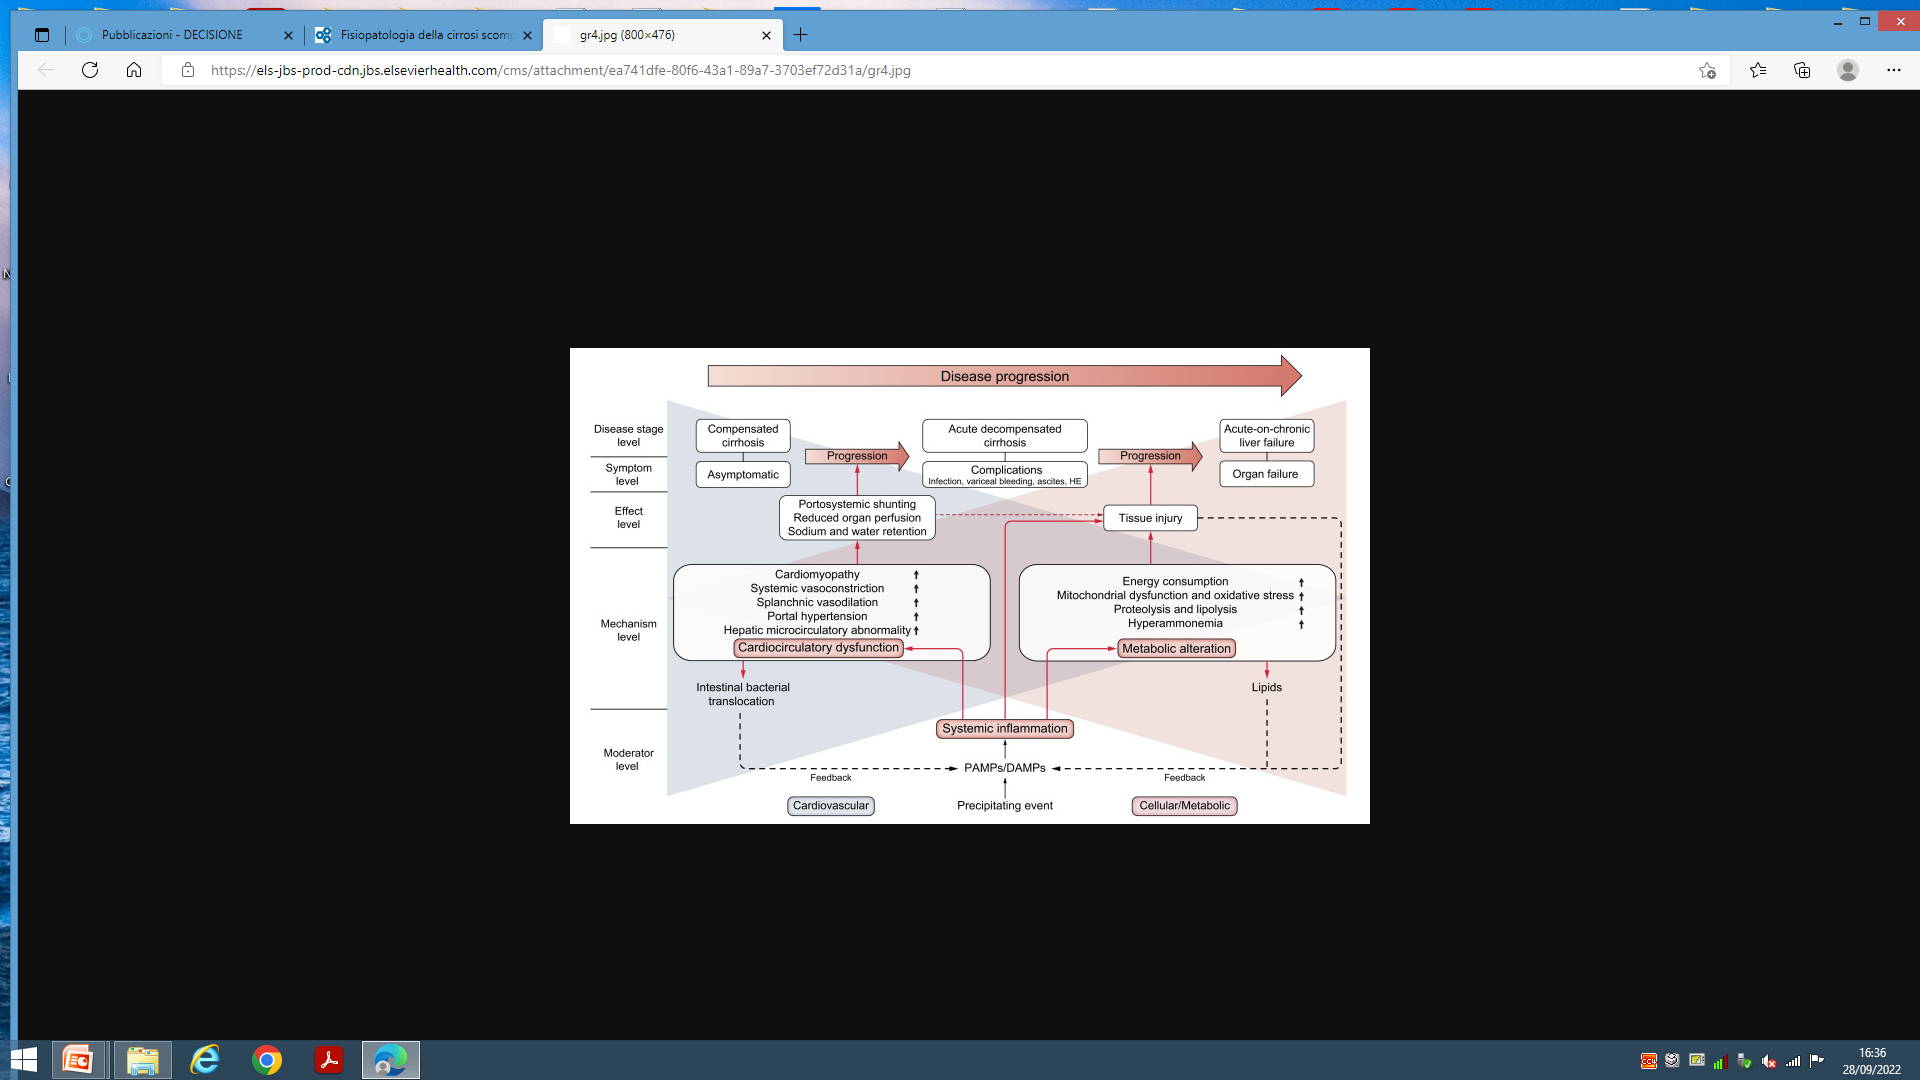 Pubblicazioni - DECISIONE
Fisiopatologia della cirrosi scomp
gr4.jpg (800×476)
https://els-jbs-prod-cdn.jbs.elsevierhealth.com/cms/attachment/ea741dfe-80f6-43a1-89a7-3703ef72d31a/gr4.jpg
Disease progression
Disease stage
level
Compensated
cirrhosis
Acute decompensated
cirrhosis
Acute-on-chronic
liver failure
Progression
Progression
Symptom
level
Asymptomatic
Complications
Infection, variceal bleeding, ascites, HE
Organ failure
Effect
level
Portosystemic shunting
Reduced organ perfusion
Sodium and water retention
Tissue injury
Mechanism
level
Cardiomyopathy
Systemic vasoconstriction
Splanchnic vasodilation
Portal hypertension
Hepatic microcirculatory abnormality
Cardiocirculatory dysfunction
Energy consumption
Mitochondrial dysfunction and oxidative stress
Proteolysis and lipolysis
Hyperammonemia
Metabolic alteration
Intestinal bacterial
translocation
Lipids
Systemic inflammation
Moderator
level
PAMPs/DAMPs
Feedback
Feedback
Cardiovascular
Precipitating event
Cellular/Metabolic
16:36
28/09/2022